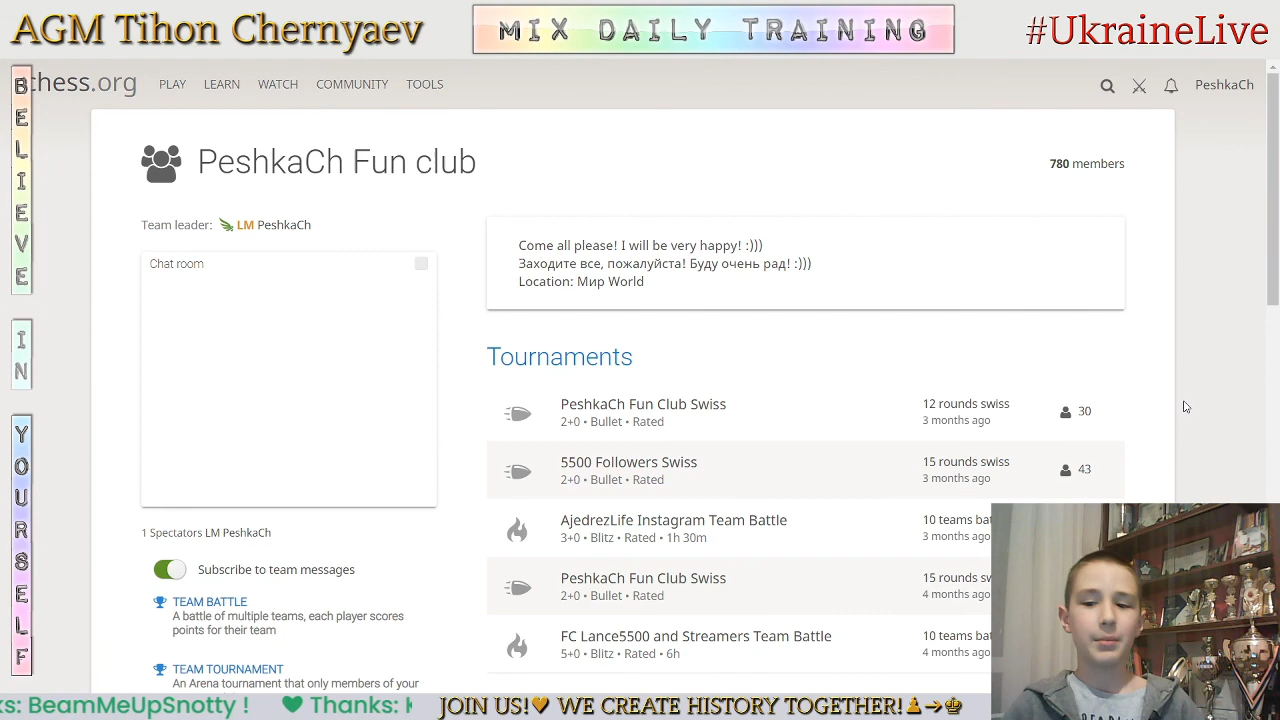 AGM Tihon Chernyaev
MIX DAILY TRAINING
#UkraineLive
BELIEVE
IN
YOURSELF
chess.org
PLAY LEARN WATCH COMMUNITY TOOLS
PeshkaCh
PeshkaCh Fun club
780 members
Team leader: LM PeshkaCh
Chat room
1 Spectators LM PeshkaCh
Subscribe to team messages
TEAM BATTLE
A battle of multiple teams, each player scores
points for their team
TEAM TOURNAMENT
An Arena tournament that only members of your
Come all please! I will be very happy! :)))
Заходите все, пожалуйста! Буду очень рад! :)))
Location: Мир World
Tournaments
PeshkaCh Fun Club Swiss
2+0 • Bullet • Rated
12 rounds swiss
3 months ago
30
5500 Followers Swiss
2+0 • Bullet • Rated
15 rounds swiss
3 months ago
43
AjedrezLife Instagram Team Battle
3+0 • Blitz • Rated • 1h 30m
10 teams bat
3 months ago
PeshkaCh Fun Club Swiss
2+0 • Bullet • Rated
15 rounds sw
4 months ago
FC Lance5500 and Streamers Team Battle
5+0 • Blitz • Rated • 6h
10 teams bat
4 months ago
ks: BeamMeUpSnotty ! Thanks:
JOIN US! WE CREATE HISTORY TOGETHER!